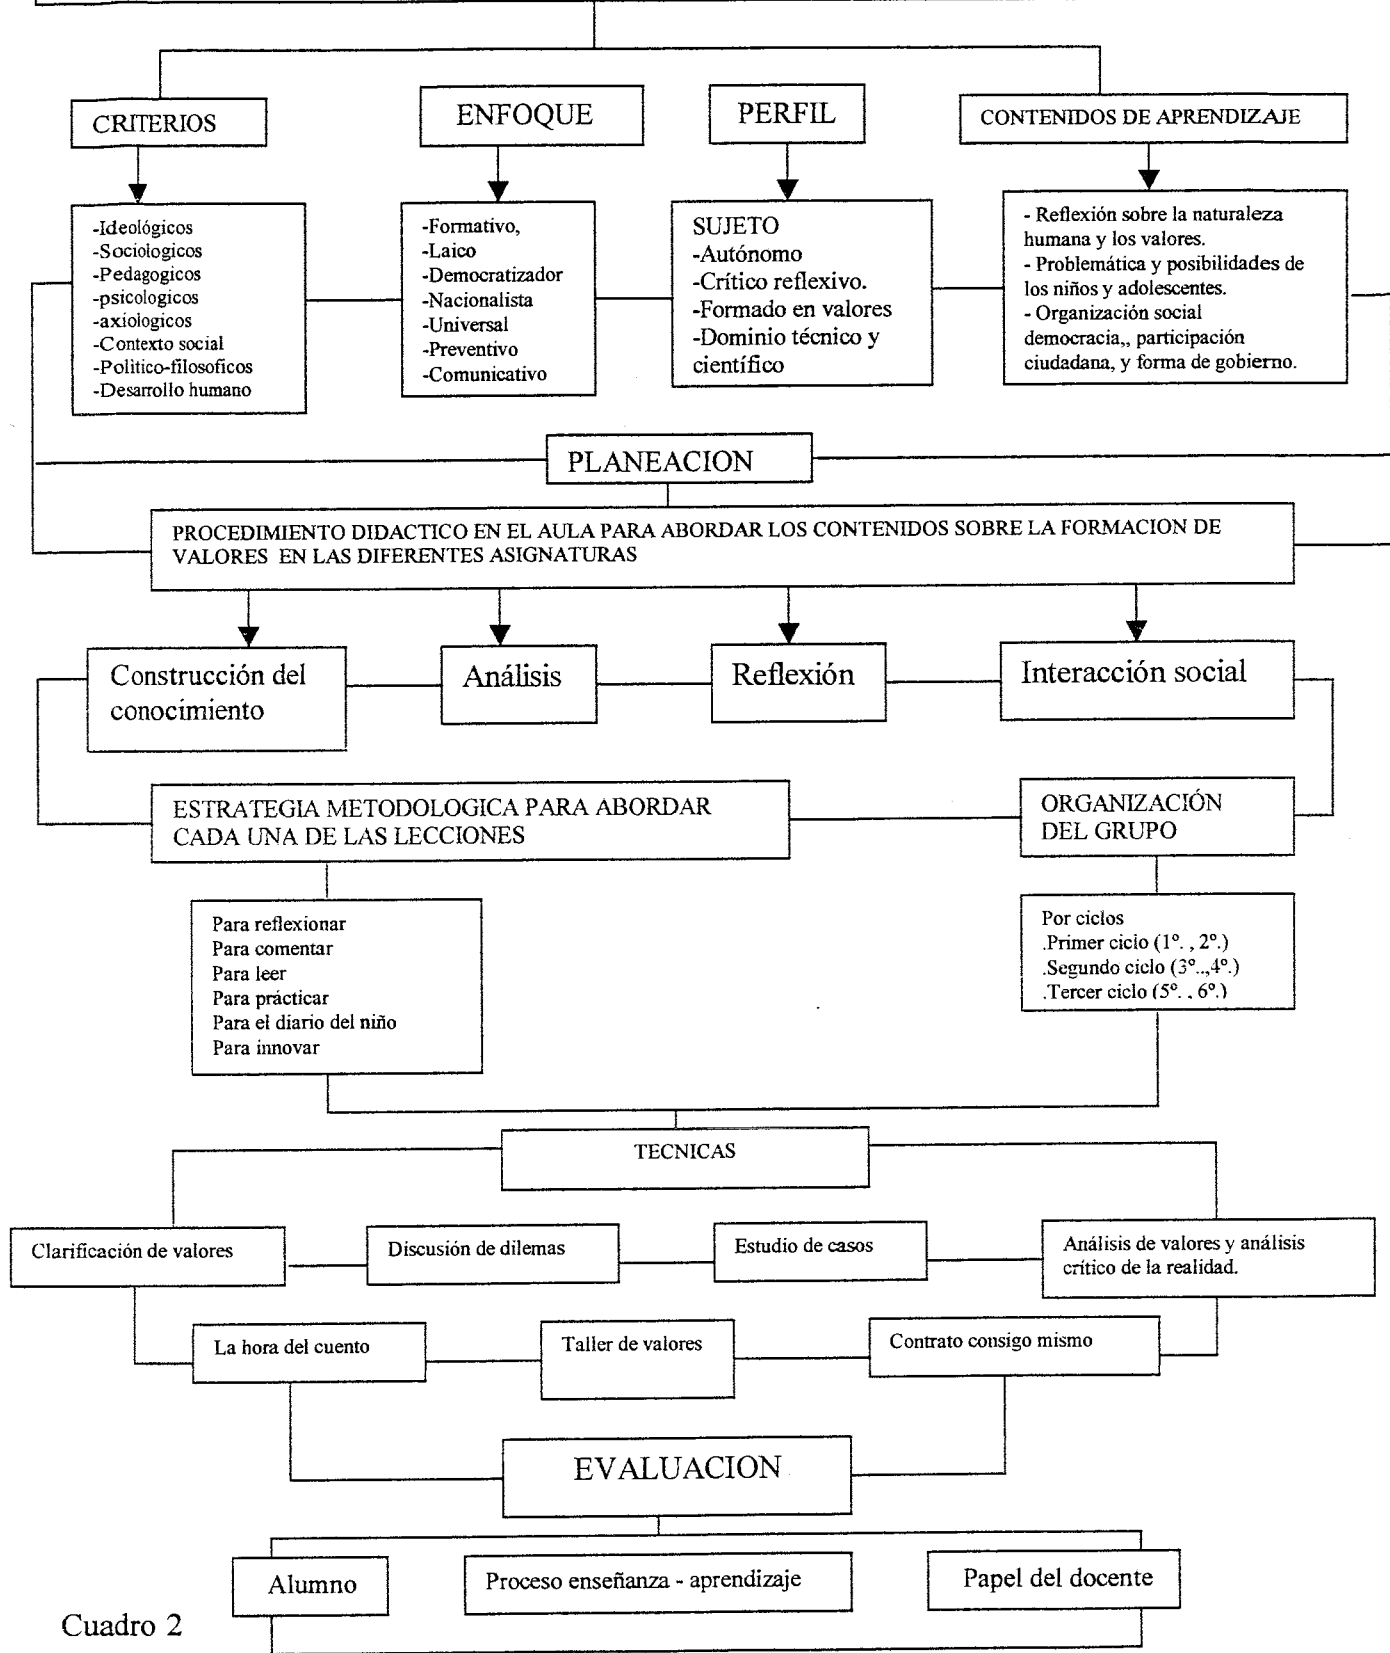 CRITERIOS
ENFOQUE
PERFIL
CONTENIDOS DE APRENDIZAJE
-Ideológicos
-Sociologicos
-Pedagogicos
-psicologicos
-axiologicos
-Contexto social
-Politico-filosoficos
-Desarrollo humano
-Formativo,
-Laico
-Democratizador
-Nacionalista
-Universal
-Preventivo
-Comunicativo
SUJETO
-Autónomo
-Crítico reflexivo.
-Formado en valores
-Dominio técnico y
científico
- Reflexión sobre la naturaleza
humana y los valores.
- Problemática y posibilidades de
los niños y adolescentes.
- Organización social
democracia,, participación
ciudadana, y forma de gobierno.
PLANEACION
PROCEDIMIENTO DIDACTICO EN EL AULA PARA ABORDAR LOS CONTENIDOS SOBRE LA FORMACION DE
VALORES EN LAS DIFERENTES ASIGNATURAS
Construcción del
conocimiento
Análisis
Reflexión
Interacción social
ESTRATEGIA METODOLOGICA PARA ABORDAR
CADA UNA DE LAS LECCIONES
ORGANIZACIÓN
DEL GRUPO
Para reflexionar
Para comentar
Para leer
Para prácticar
Para el diario del niño
Para innovar
Por ciclos
.Primer ciclo (1º. , 2º.)
.Segundo ciclo (3º..,4º.)
.Tercer ciclo (5º. , 6º.)
TECNICAS
Clarificación de valores
Discusión de dilemas
Estudio de casos
Análisis de valores y análisis
crítico de la realidad.
La hora del cuento
Taller de valores
Contrato consigo mismo
EVALUACION
Alumno
Proceso enseñanza - aprendizaje
Papel del docente
Cuadro 2